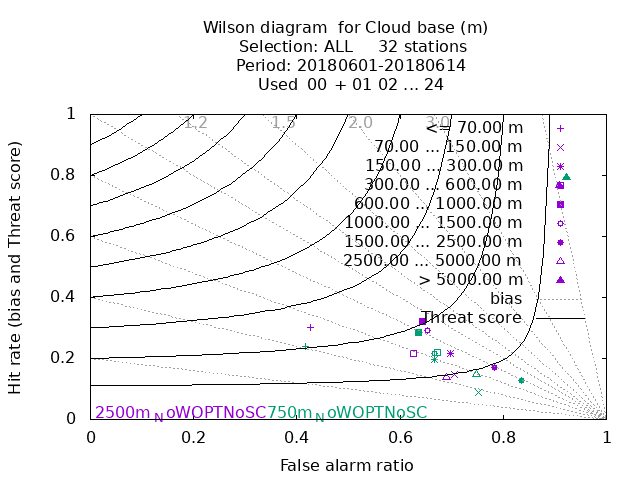 Wilson diagram for Cloud base (m)
Selection: ALL 32 stations
Period: 20180601-20180614
Used 00 + 01 02 ... 24
Hit rate (bias and Threat score)
1
0.8
0.6
0.4
0.2
0
1.2
1.5
2.0
3.0
<= 70.00 m
70.00 ... 150.00 m
150.00 ... 300.00 m
300.00 ... 600.00 m
600.00 ... 1000.00 m
1000.00 ... 1500.00 m
1500.00 ... 2500.00 m
2500.00 ... 5000.00 m
> 5000.00 m
bias
Threat score
2500m NoWOPTNoSC 750m NoWOPTNoSC
0 0.2 0.4 0.6 0.8 1
False alarm ratio